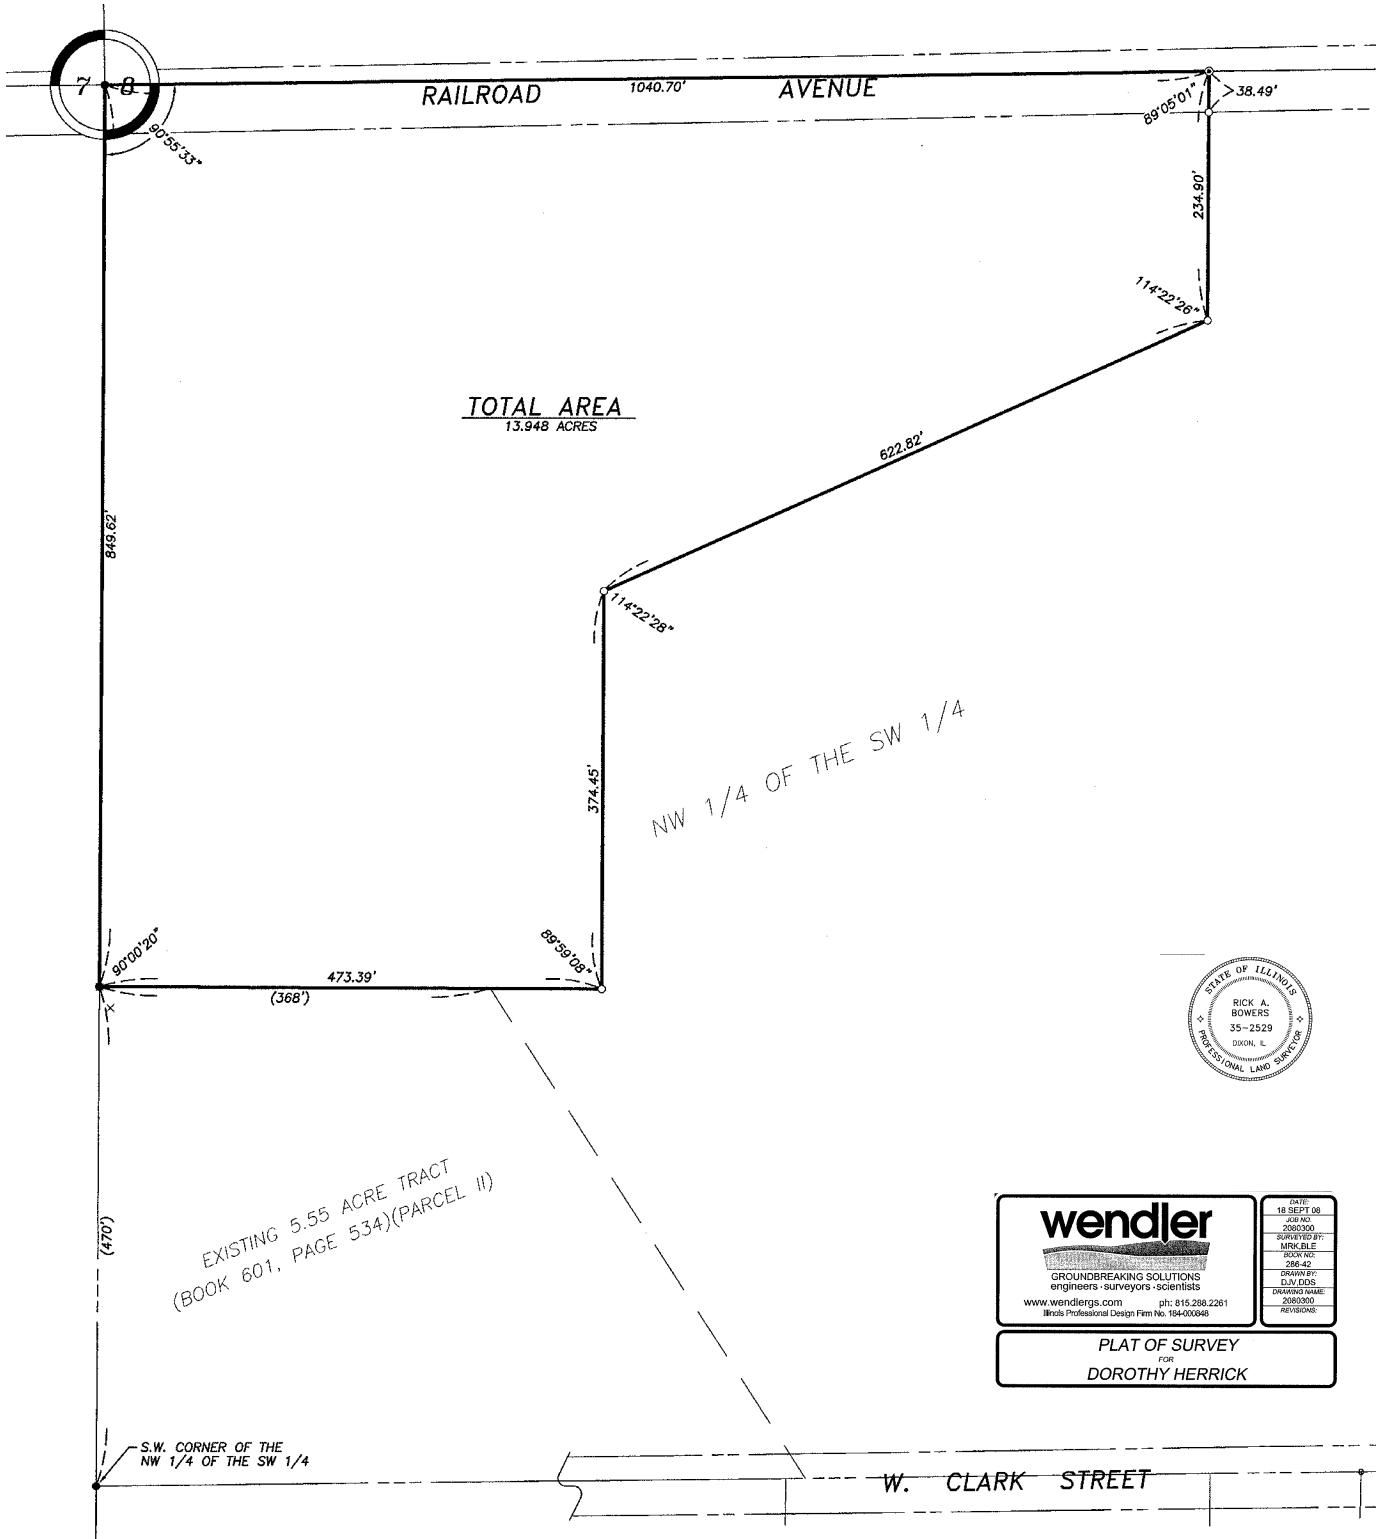 7 8
RAILROAD 1040.70' AVENUE
38.49'
89°05'01"
90°55'33"
234.90'
114°22'26"
TOTAL AREA
13.948 ACRES
622.82'
849.62'
114°22'28"
NW 1/4 OF THE SW 1/4
374.45'
90°00'20"
89°59'08"
473.39'
(368')
X
STATE OF ILLINOIS
RICK A.
BOWERS
35-2529
DIXON, IL
PROFESSIONAL LAND SURVEYOR
EXISTING 5.55 ACRE TRACT
(BOOK 601, PAGE 534)(PARCEL II)
(470')
wendler
GROUNDBREAKING SOLUTIONS
engineers · surveyors · scientists
www.wendlergs.com ph: 815.288.2261
Illinois Professional Design Firm No. 184-000848
DATE:
18 SEPT 08
JOB NO.
2080300
SURVEYED BY:
MRK,BLE
BOOK NO:
286-42
DRAWN BY:
DJV,DDS
DRAWING NAME:
2080300
REVISIONS:
PLAT OF SURVEY
FOR
DOROTHY HERRICK
S.W. CORNER OF THE
NW 1/4 OF THE SW 1/4
W. CLARK STREET